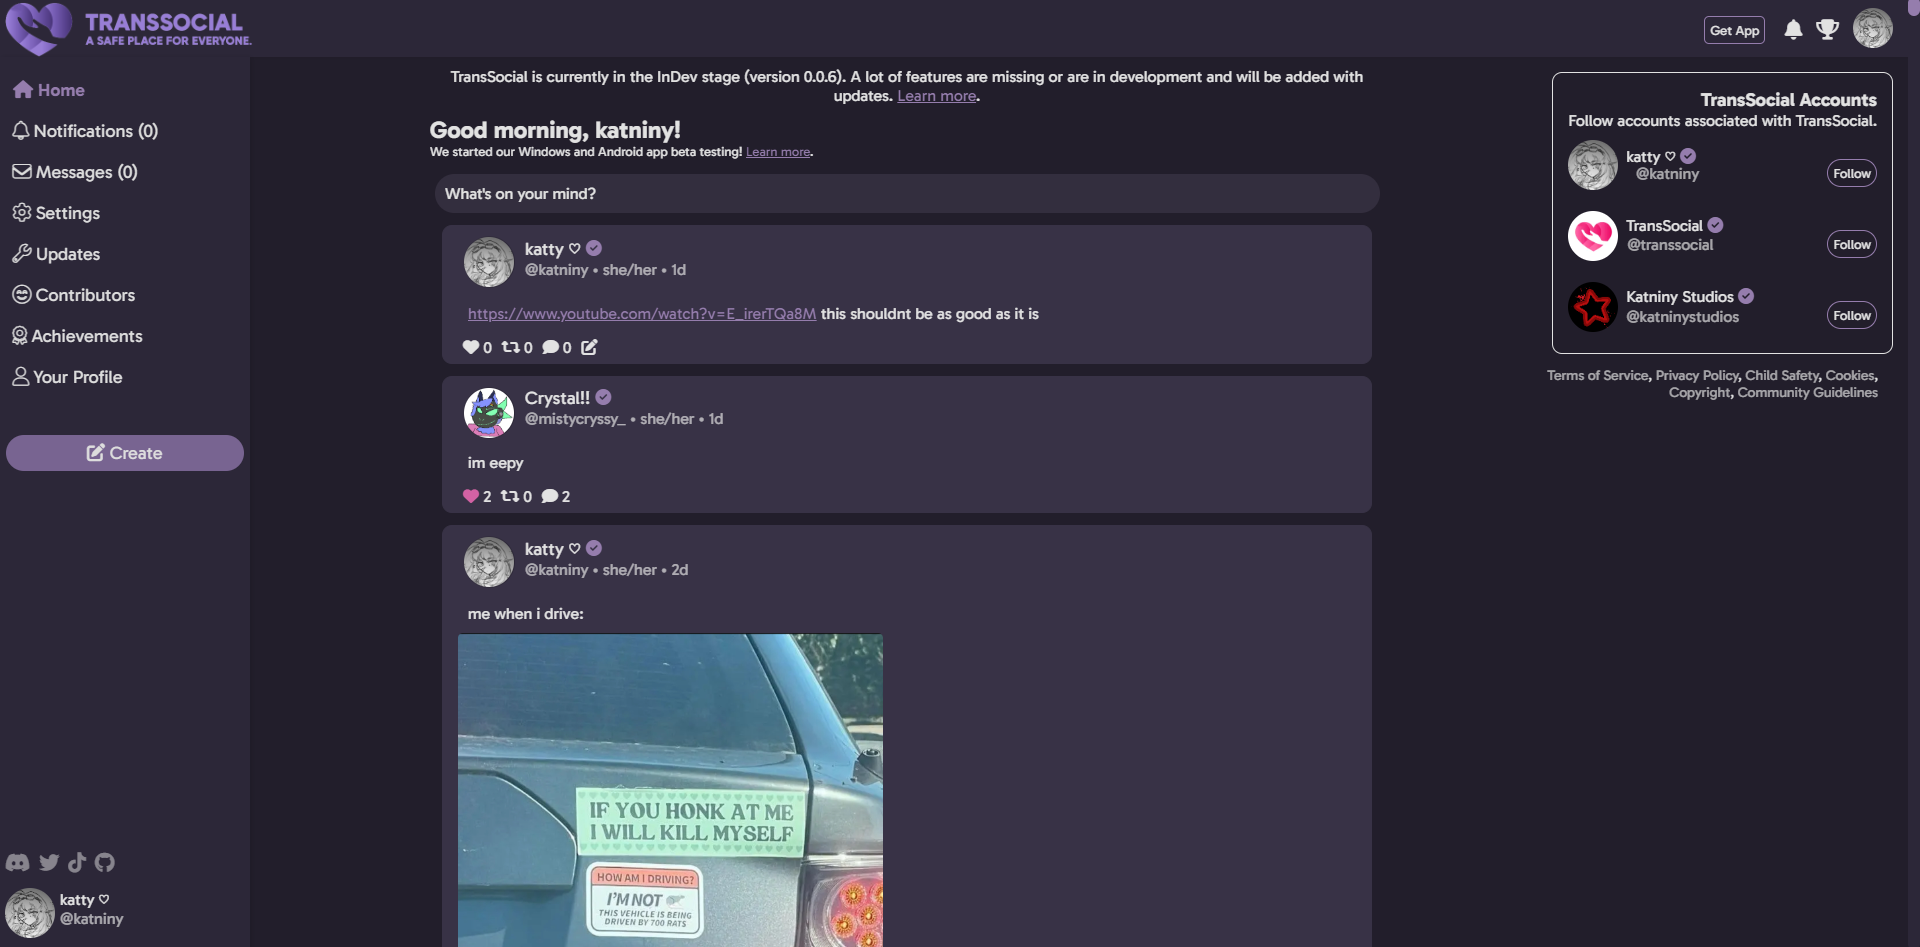 TRANSSOCIAL
A SAFE PLACE FOR EVERYONE.
Get App
Home
Notifications (0)
Messages (0)
Settings
Updates
Contributors
Achievements
Your Profile
Create
katty ♡
@katniny
TransSocial is currently in the InDev stage (version 0.0.6). A lot of features are missing or are in development and will be added with
updates. Learn more.
Good morning, katniny!
We started our Windows and Android app beta testing! Learn more.
What's on your mind?
katty ♡
@katniny • she/her • 1d
https://www.youtube.com/watch?v=E_irerTQa8M this shouldnt be as good as it is
0 0 0
Crystal!!
@mistycryssy_ • she/her • 1d
im eepy
2 0 2
katty ♡
@katniny • she/her • 2d
me when i drive:
IF YOU HONK AT ME
I WILL KILL MYSELF
HOW AM I DRIVING?
I'M NOT
THIS VEHICLE IS BEING
DRIVEN BY 700 RATS
TransSocial Accounts
Follow accounts associated with TransSocial.
katty ♡
@katniny
Follow
TransSocial
@transsocial
Follow
Katniny Studios
@katninystudios
Follow
Terms of Service, Privacy Policy, Child Safety, Cookies,
Copyright, Community Guidelines